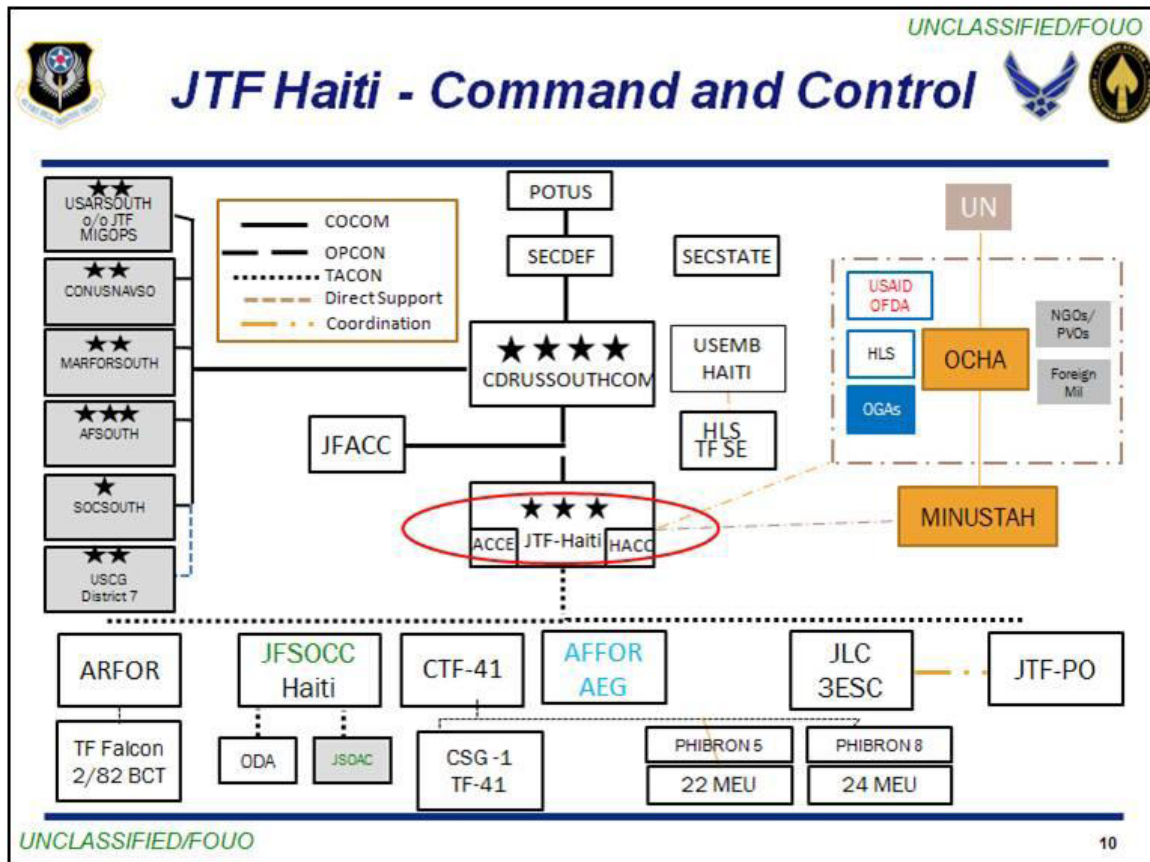 UNCLASSIFIED/FOUO
JTF Haiti - Command and Control
★★
USARSOUTH
o/o JTF
MIGOPS
★★
CONUSNAVSO
★★
MARFORSOUTH
★★★
AFSOUTH
★
SOCSOUTH
★★
USCG
District 7
COCOM
OPCON
TACON
Direct Support
Coordination
POTUS
SECDEF
SECSTATE
★★★★
CDRUSSOUTHCOM
USEMB
HAITI
HLS
TF SE
JFACC
★★★
ACCE JTF-Haiti HACC
UN
USAID
OFDA
HLS
OGAs
OCHA
NGOs/
PVOs
Foreign
Mil
MINUSTAH
ARFOR
JFSOCC
Haiti
CTF-41
AFFOR
AEG
JLC
3ESC
JTF-PO
TF Falcon
2/82 BCT
ODA
JSOAC
CSG -1
TF-41
PHIBRON 5
22 MEU
PHIBRON 8
24 MEU
UNCLASSIFIED/FOUO
10